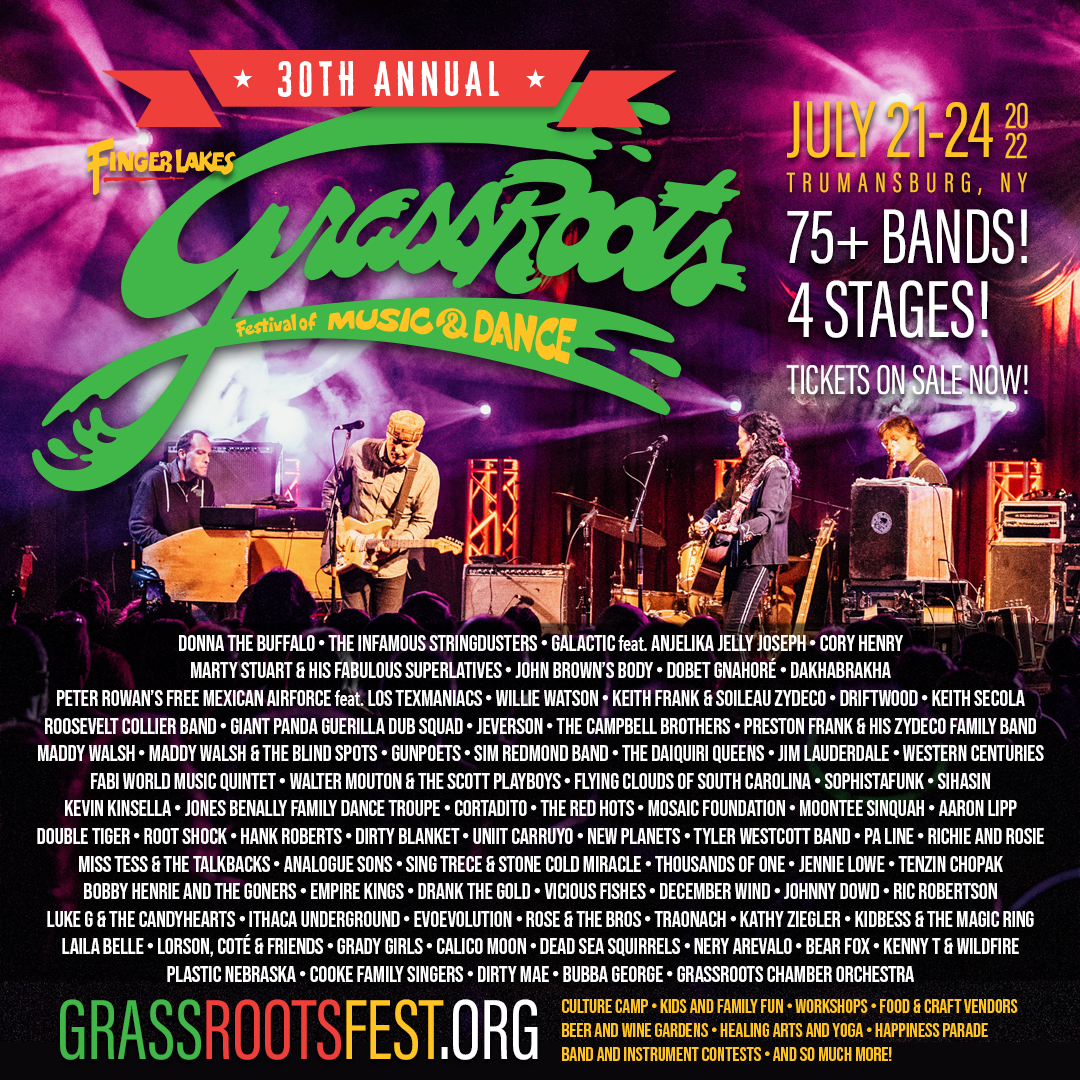 30TH ANNUAL
FINGER LAKES
GrassRoots
Festival of MUSIC & DANCE
JULY 21-24 2022
TRUMANSBURG, NY
75+ BANDS!
4 STAGES!
TICKETS ON SALE NOW!
DONNA THE BUFFALO • THE INFAMOUS STRINGDUSTERS • GALACTIC feat. ANJELIKA JELLY JOSEPH • CORY HENRY
MARTY STUART & HIS FABULOUS SUPERLATIVES • JOHN BROWN'S BODY • DOBET GNAHORÉ • DAKHABRAKHA
PETER ROWAN'S FREE MEXICAN AIRFORCE feat. LOS TEXMANIACS • WILLIE WATSON • KEITH FRANK & SOILEAU ZYDECO • DRIFTWOOD • KEITH SECOLA
ROOSEVELT COLLIER BAND • GIANT PANDA GUERILLA DUB SQUAD • JEVERSON • THE CAMPBELL BROTHERS • PRESTON FRANK & HIS ZYDECO FAMILY BAND
MADDY WALSH • MADDY WALSH & THE BLIND SPOTS • GUNPOETS • SIM REDMOND BAND • THE DAIQUIRI QUEENS • JIM LAUDERDALE • WESTERN CENTURIES
FABI WORLD MUSIC QUINTET • WALTER MOUTON & THE SCOTT PLAYBOYS • FLYING CLOUDS OF SOUTH CAROLINA • SOPHISTAFUNK • SIHASIN
KEVIN KINSELLA • JONES BENALLY FAMILY DANCE TROUPE • CORTADITO • THE RED HOTS • MOSAIC FOUNDATION • MOONTEE SINQUAH • AARON LIPP
DOUBLE TIGER • ROOT SHOCK • HANK ROBERTS • DIRTY BLANKET • UNIIT CARRUYO • NEW PLANETS • TYLER WESTCOTT BAND • PA LINE • RICHIE AND ROSIE
MISS TESS & THE TALKBACKS • ANALOGUE SONS • SING TRECE & STONE COLD MIRACLE • THOUSANDS OF ONE • JENNIE LOWE • TENZIN CHOPAK
BOBBY HENRIE AND THE GONERS • EMPIRE KINGS • DRANK THE GOLD • VICIOUS FISHES • DECEMBER WIND • JOHNNY DOWD • RIC ROBERTSON
LUKE G & THE CANDYHEARTS • ITHACA UNDERGROUND • EVOEVOLUTION • ROSE & THE BROS • TRAONACH • KATHY ZIEGLER • KIDBESS & THE MAGIC RING
LAILA BELLE • LORSON, COTÉ & FRIENDS • GRADY GIRLS • CALICO MOON • DEAD SEA SQUIRRELS • NERY AREVALO • BEAR FOX • KENNY T & WILDFIRE
PLASTIC NEBRASKA • COOKE FAMILY SINGERS • DIRTY MAE • BUBBA GEORGE • GRASSROOTS CHAMBER ORCHESTRA
GRASSROOTSFEST.ORG
CULTURE CAMP • KIDS AND FAMILY FUN • WORKSHOPS • FOOD & CRAFT VENDORS
BEER AND WINE GARDENS • HEALING ARTS AND YOGA • HAPPINESS PARADE
BAND AND INSTRUMENT CONTESTS • AND SO MUCH MORE!